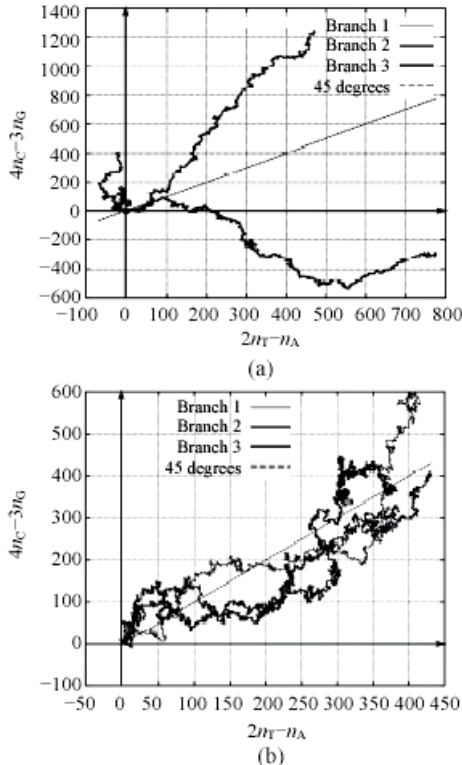 1400
1200
1000
800
600
400
200
0
−200
−400
−600
4nC−3nG
Branch 1
Branch 2
Branch 3
45 degrees
−100 0 100 200 300 400 500 600 700 800
2nT−nA
(a)
600
500
400
300
200
100
0
−100
4nC−3nG
Branch 1
Branch 2
Branch 3
45 degrees
−50 0 50 100 150 200 250 300 350 400 450
2nT−nA
(b)